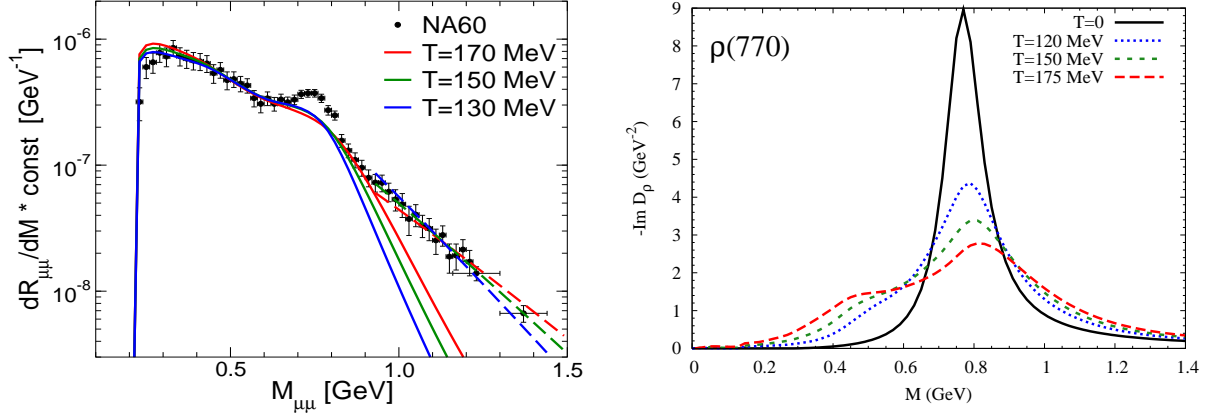 10^-6
10^-7
10^-8
dR_μμ/dM * const [GeV^-1]
NA60
T=170 MeV
T=150 MeV
T=130 MeV
0.5 1.0 1.5
M_μμ [GeV]
9
8
7
6
5
4
3
2
1
0
-Im D_ρ (GeV^-2)
ρ(770)
T=0
T=120 MeV
T=150 MeV
T=175 MeV
0 0.2 0.4 0.6 0.8 1 1.2 1.4
M (GeV)